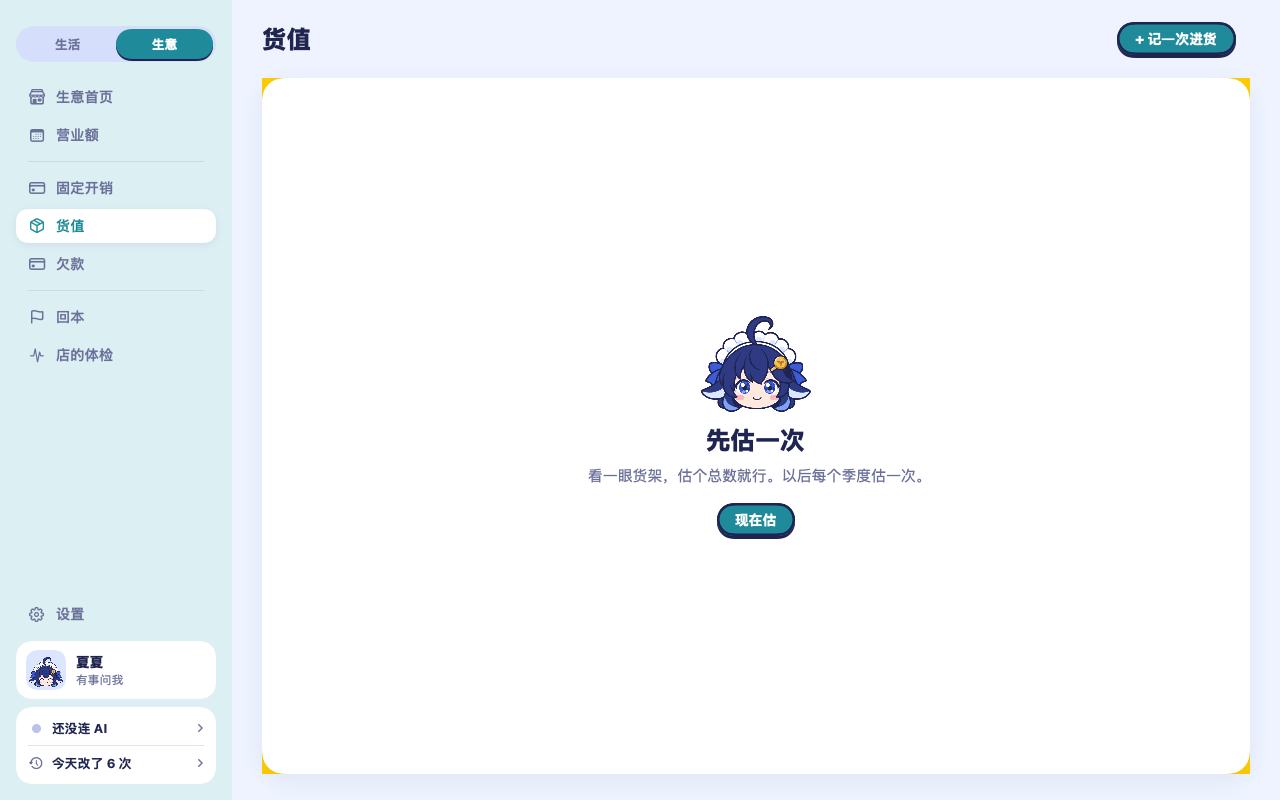 生活
生意
生意首页
营业额
固定开销
货值
欠款
回本
店的体检
设置
夏夏
有事问我
还没连 AI
今天改了 6 次
货值
+ 记一次进货
先估一次
看一眼货架，估个总数就行。以后每个季度估一次。
现在估